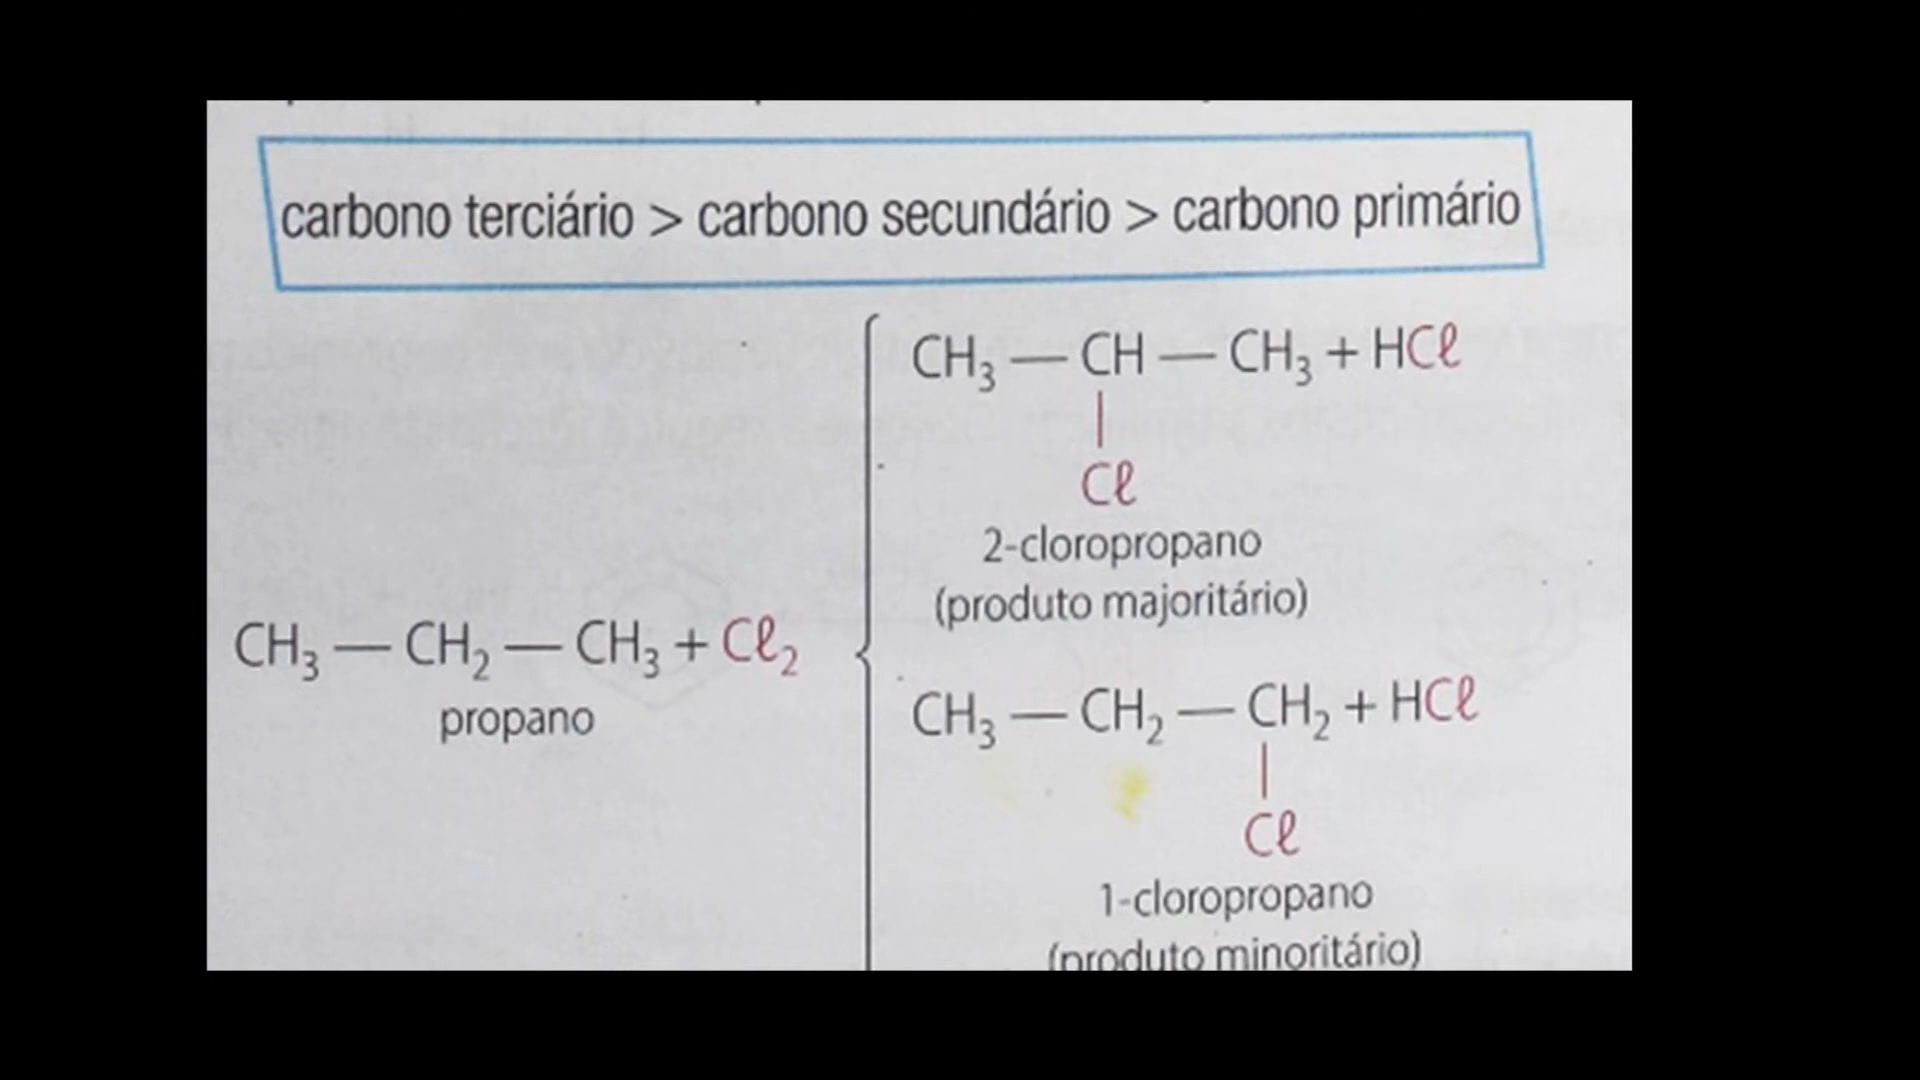 carbono terciário > carbono secundário > carbono primário
CH₃ — CH — CH₃ + HCℓ
|
Cℓ
2-cloropropano
(produto majoritário)
CH₃ — CH₂ — CH₃ + Cℓ₂
propano
CH₃ — CH₂ — CH₂ + HCℓ
|
Cℓ
1-cloropropano
(produto minoritário)